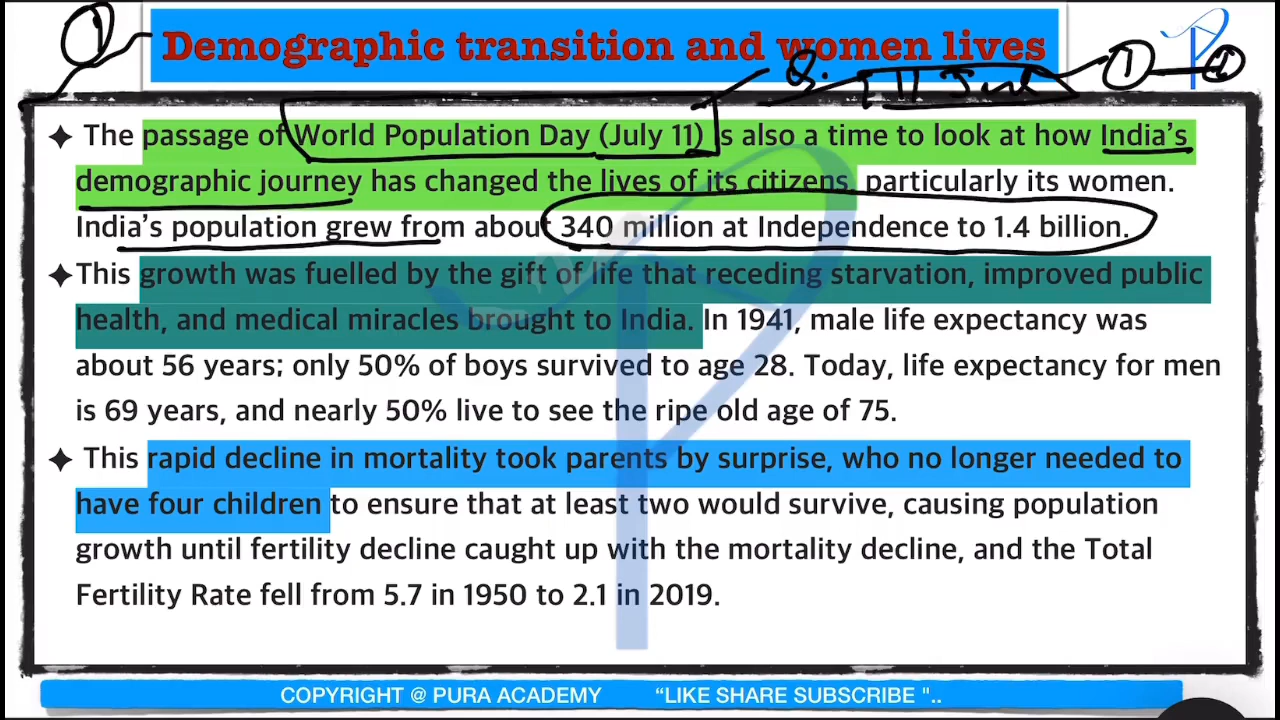 Demographic transition and women lives
The passage of World Population Day (July 11) is also a time to look at how India's
demographic journey has changed the lives of its citizens, particularly its women.
India's population grew from about 340 million at Independence to 1.4 billion.
This growth was fuelled by the gift of life that receding starvation, improved public
health, and medical miracles brought to India. In 1941, male life expectancy was
about 56 years; only 50% of boys survived to age 28. Today, life expectancy for men
is 69 years, and nearly 50% live to see the ripe old age of 75.
This rapid decline in mortality took parents by surprise, who no longer needed to
have four children to ensure that at least two would survive, causing population
growth until fertility decline caught up with the mortality decline, and the Total
Fertility Rate fell from 5.7 in 1950 to 2.1 in 2019.
COPYRIGHT @ PURA ACADEMY "LIKE SHARE SUBSCRIBE "..